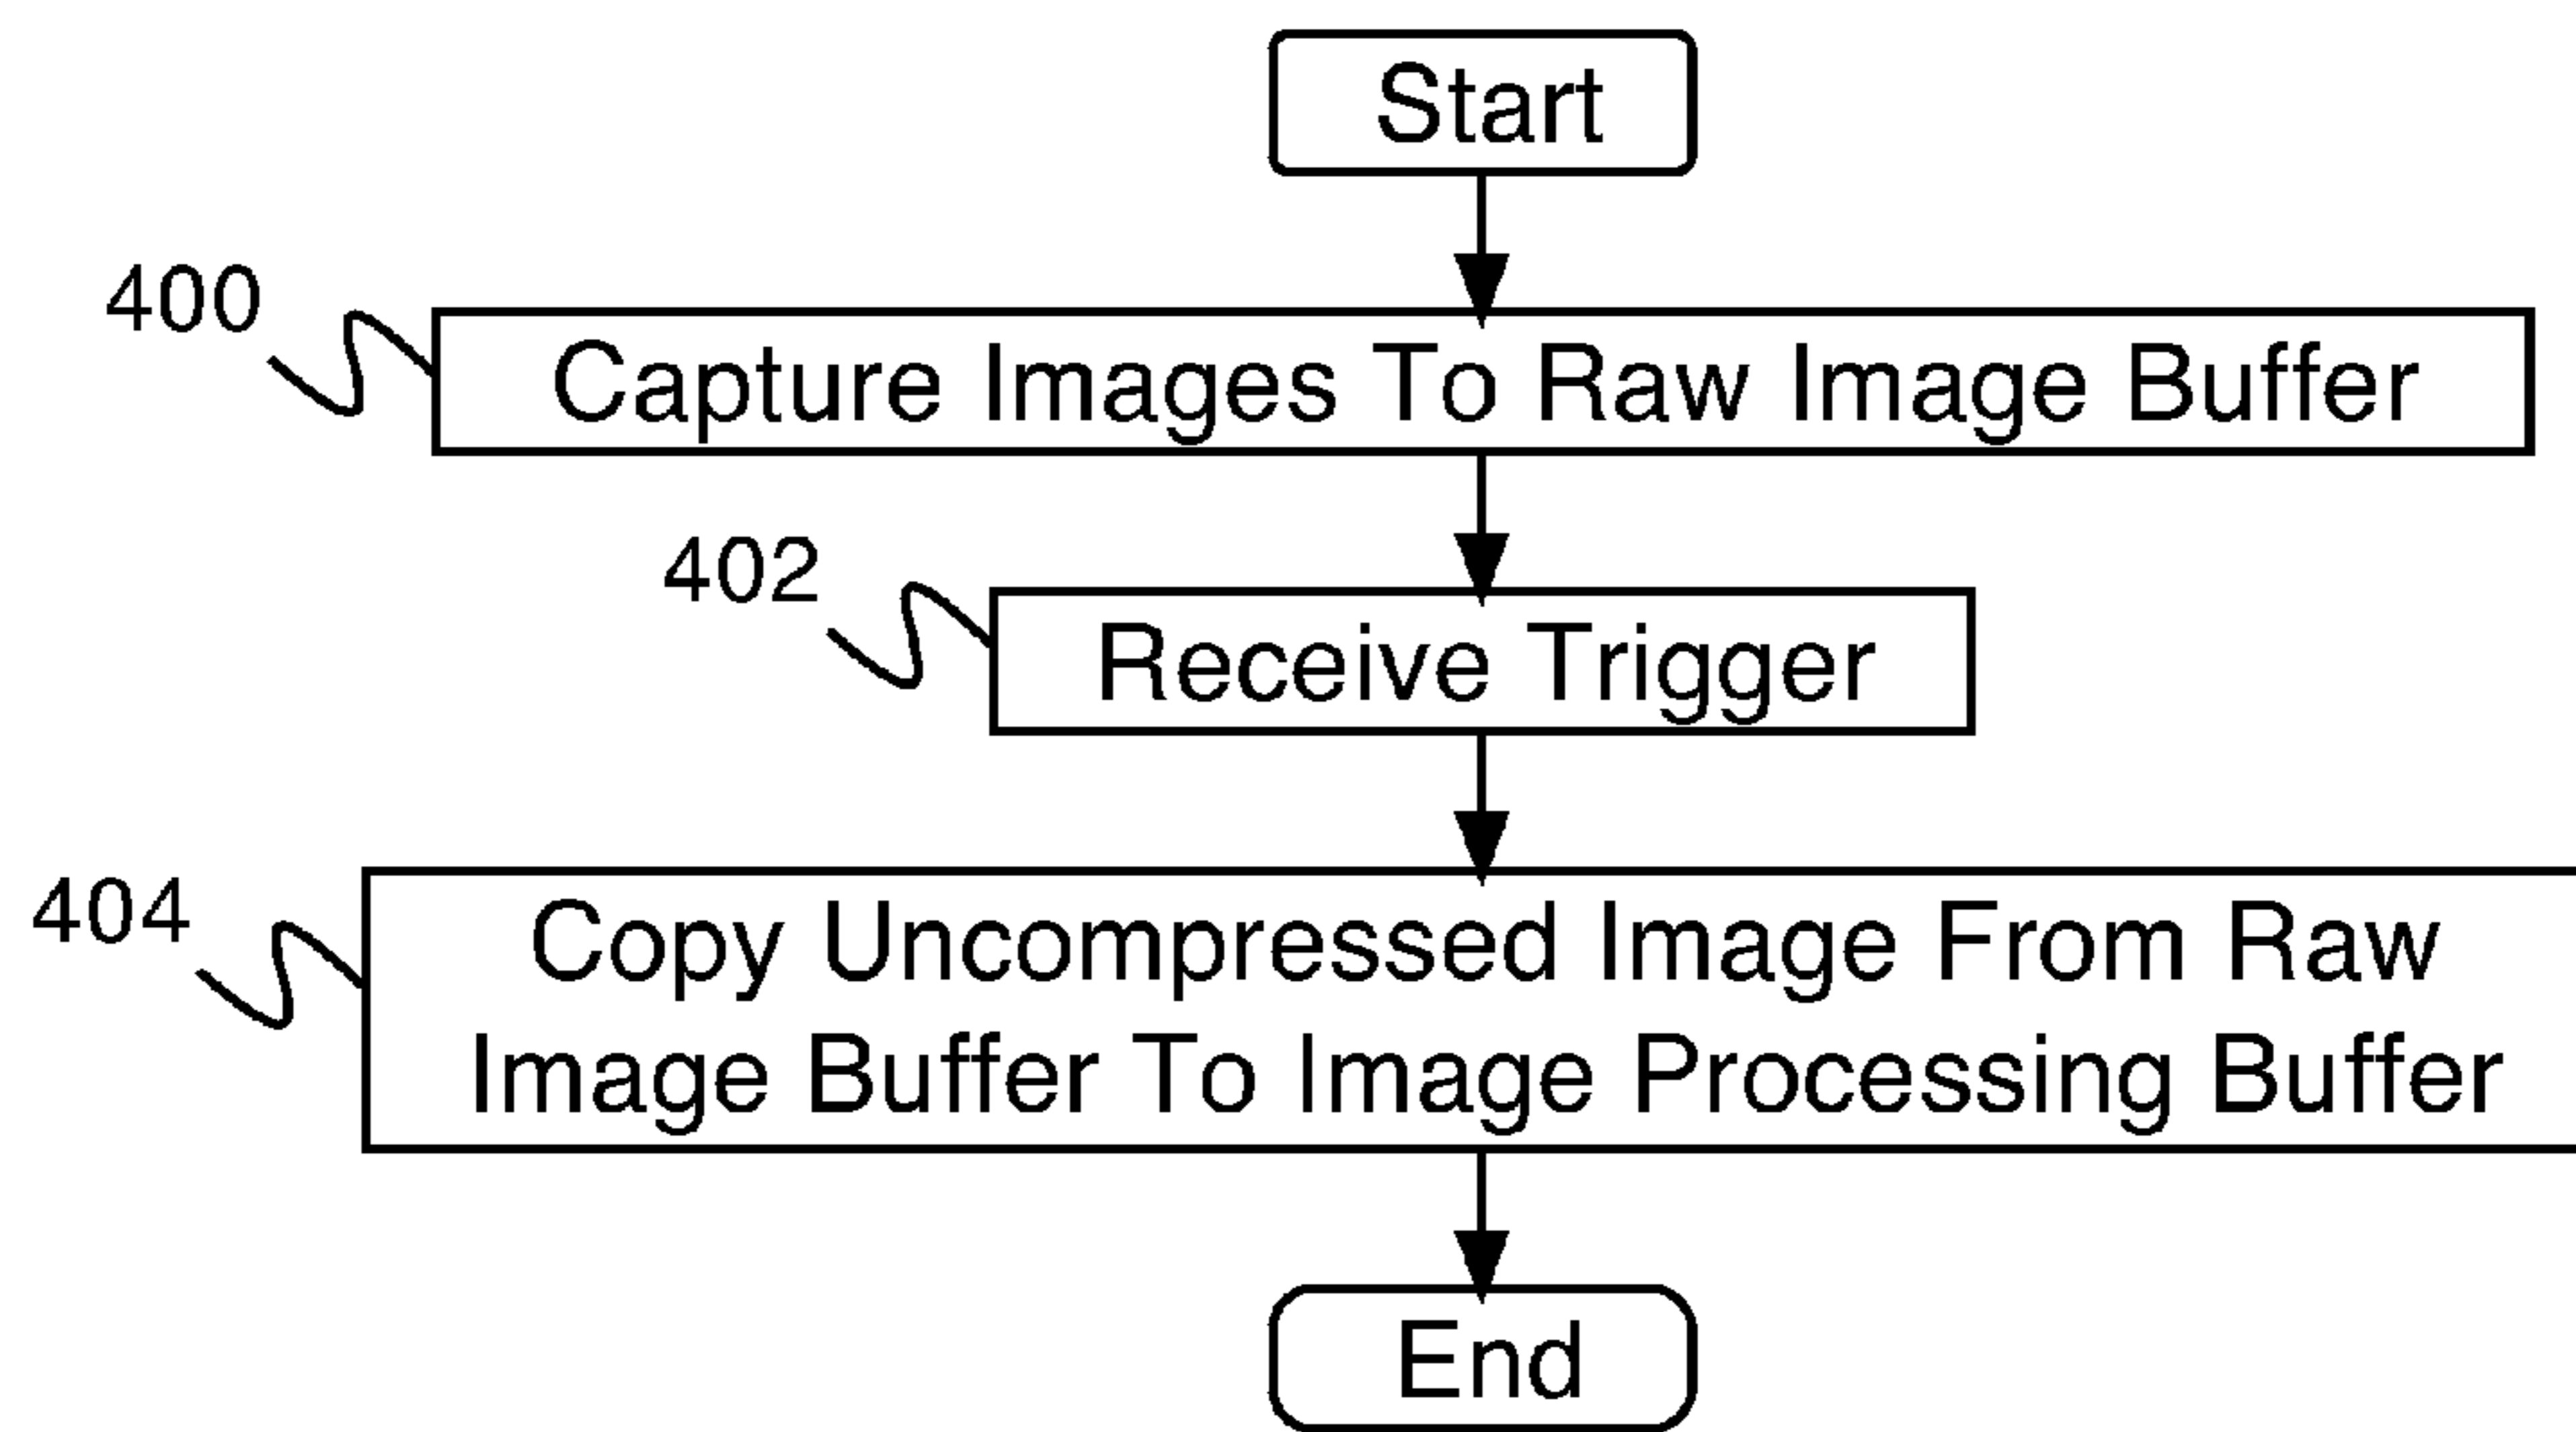 Start
400
Capture Images To Raw Image Buffer
402
Receive Trigger
404
Copy Uncompressed Image From Raw
Image Buffer To Image Processing Buffer
End